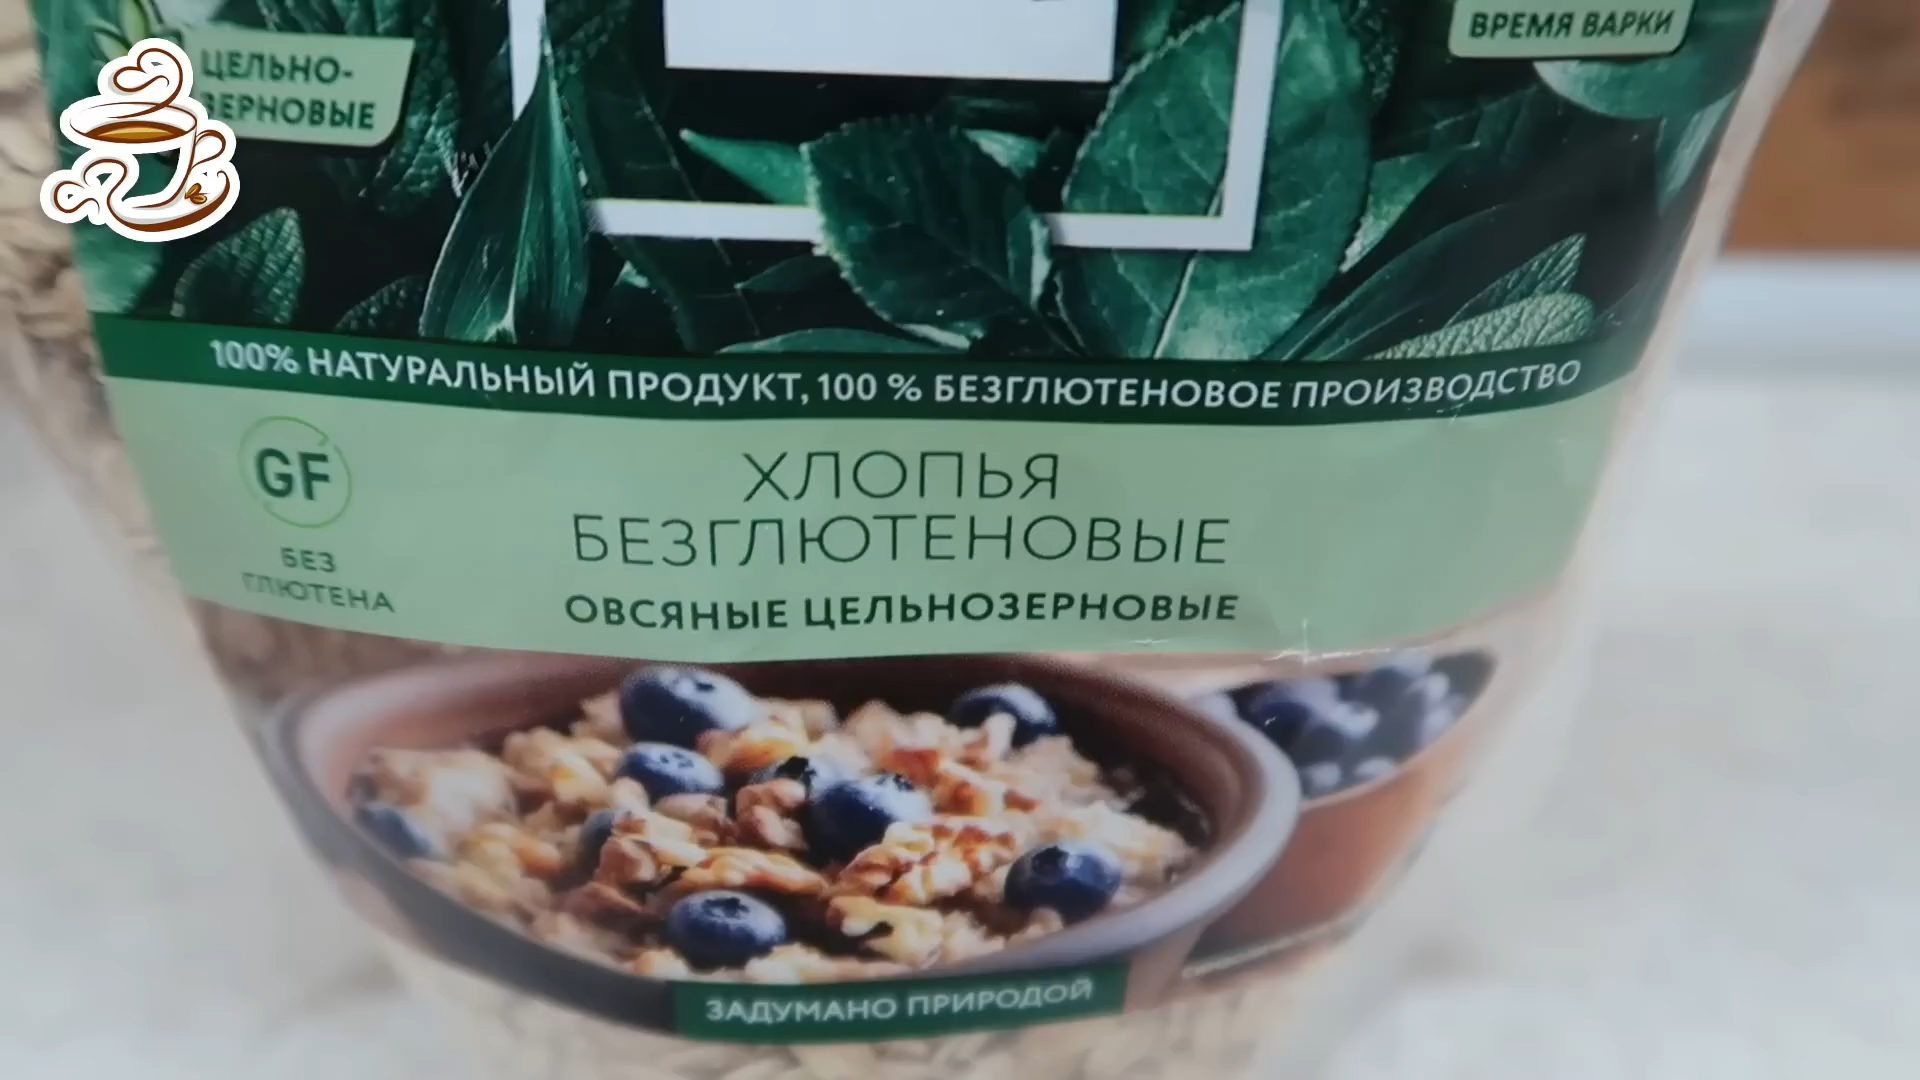 ЦЕЛЬНО-
ЗЕРНОВЫЕ
ВРЕМЯ ВАРКИ
100% НАТУРАЛЬНЫЙ ПРОДУКТ, 100 % БЕЗГЛЮТЕНОВОЕ ПРОИЗВОДСТВО
GF
БЕЗ
ГЛЮТЕНА
ХЛОПЬЯ
БЕЗГЛЮТЕНОВЫЕ
ОВСЯНЫЕ ЦЕЛЬНОЗЕРНОВЫЕ
ЗАДУМАНО ПРИРОДОЙ